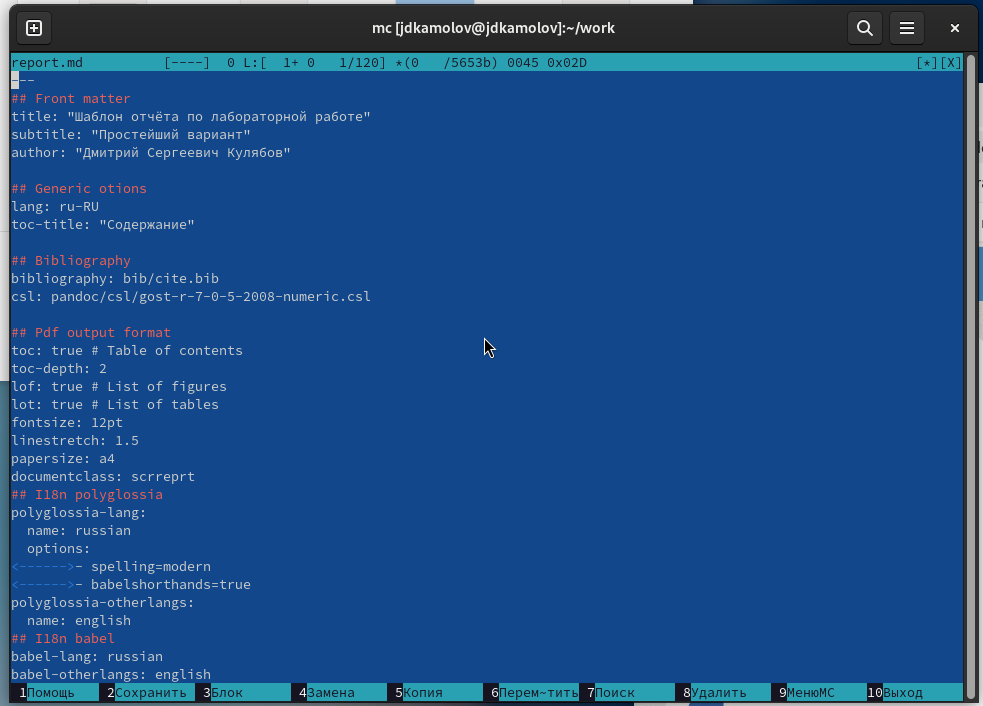 mc [jdkamolov@jdkamolov]:~/work
report.md [----] 0 L:[ 1+ 0 1/120] *(0 /5653b) 0045 0x02D [*][X]
---
## Front matter
title: "Шаблон отчёта по лабораторной работе"
subtitle: "Простейший вариант"
author: "Дмитрий Сергеевич Кулябов"
## Generic otions
lang: ru-RU
toc-title: "Содержание"
## Bibliography
bibliography: bib/cite.bib
csl: pandoc/csl/gost-r-7-0-5-2008-numeric.csl
## Pdf output format
toc: true # Table of contents
toc-depth: 2
lof: true # List of figures
lot: true # List of tables
fontsize: 12pt
linestretch: 1.5
papersize: a4
documentclass: scrreprt
## I18n polyglossia
polyglossia-lang:
  name: russian
  options:
<------>- spelling=modern
<------>- babelshorthands=true
polyglossia-otherlangs:
  name: english
## I18n babel
babel-lang: russian
babel-otherlangs: english
1Помощь 2Сохранить 3Блок 4Замена 5Копия 6Перем~тить 7Поиск 8Удалить 9МенюМС 10Выход